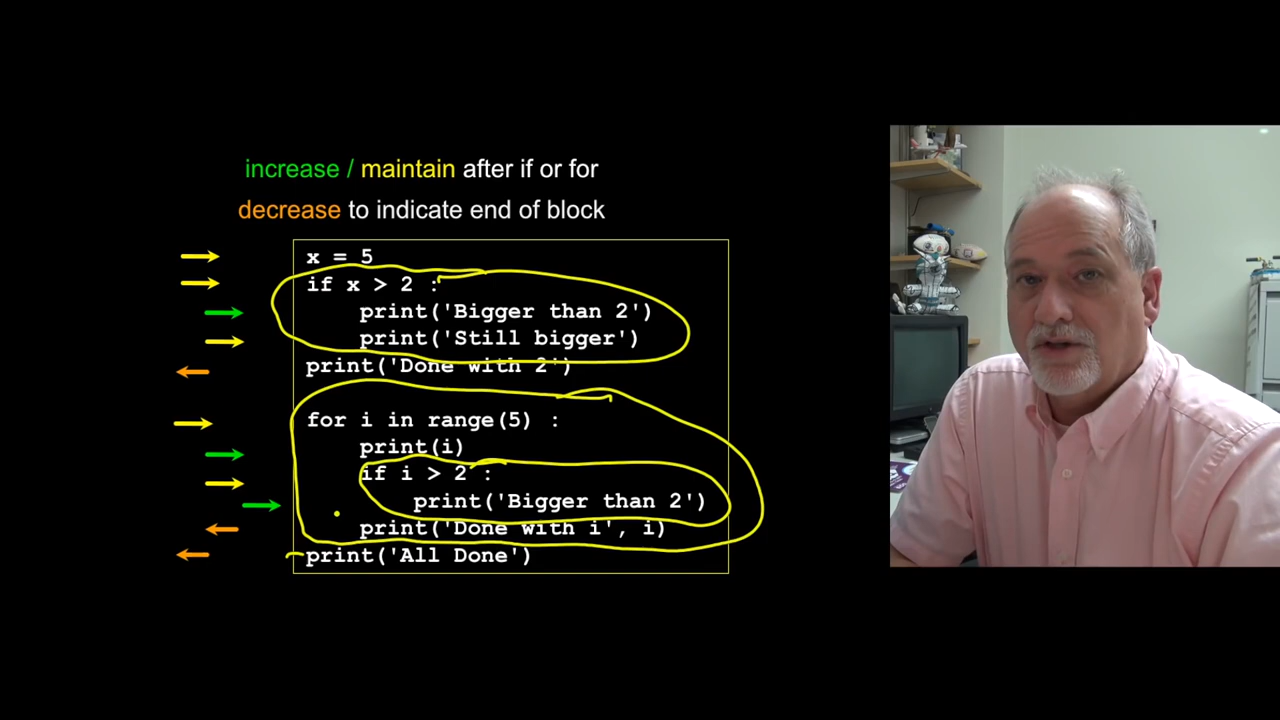 increase / maintain after if or for
decrease to indicate end of block
x = 5
if x > 2 :
    print('Bigger than 2')
    print('Still bigger')
print('Done with 2')
for i in range(5) :
    print(i)
    if i > 2 :
        print('Bigger than 2')
    print('Done with i', i)
print('All Done')